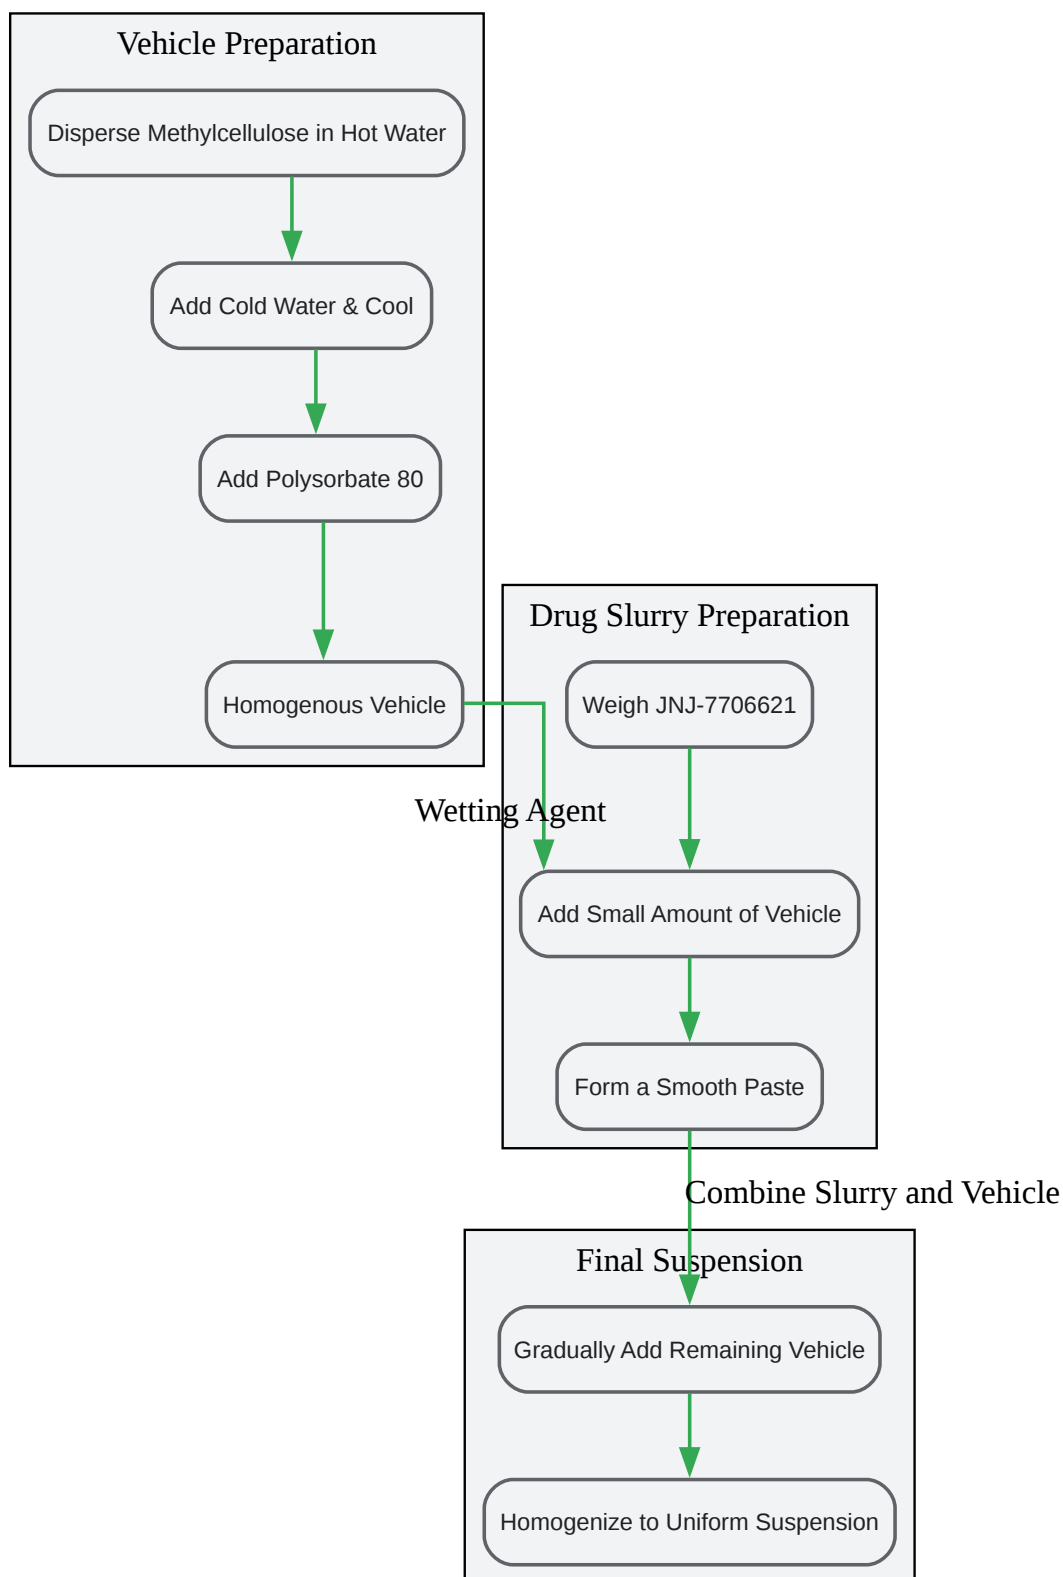 Vehicle Preparation
Disperse Methylcellulose in Hot Water
Add Cold Water & Cool
Add Polysorbate 80
Homogenous Vehicle
Wetting Agent
Drug Slurry Preparation
Weigh JNJ-7706621
Add Small Amount of Vehicle
Form a Smooth Paste
Combine Slurry and Vehicle
Final Suspension
Gradually Add Remaining Vehicle
Homogenize to Uniform Suspension